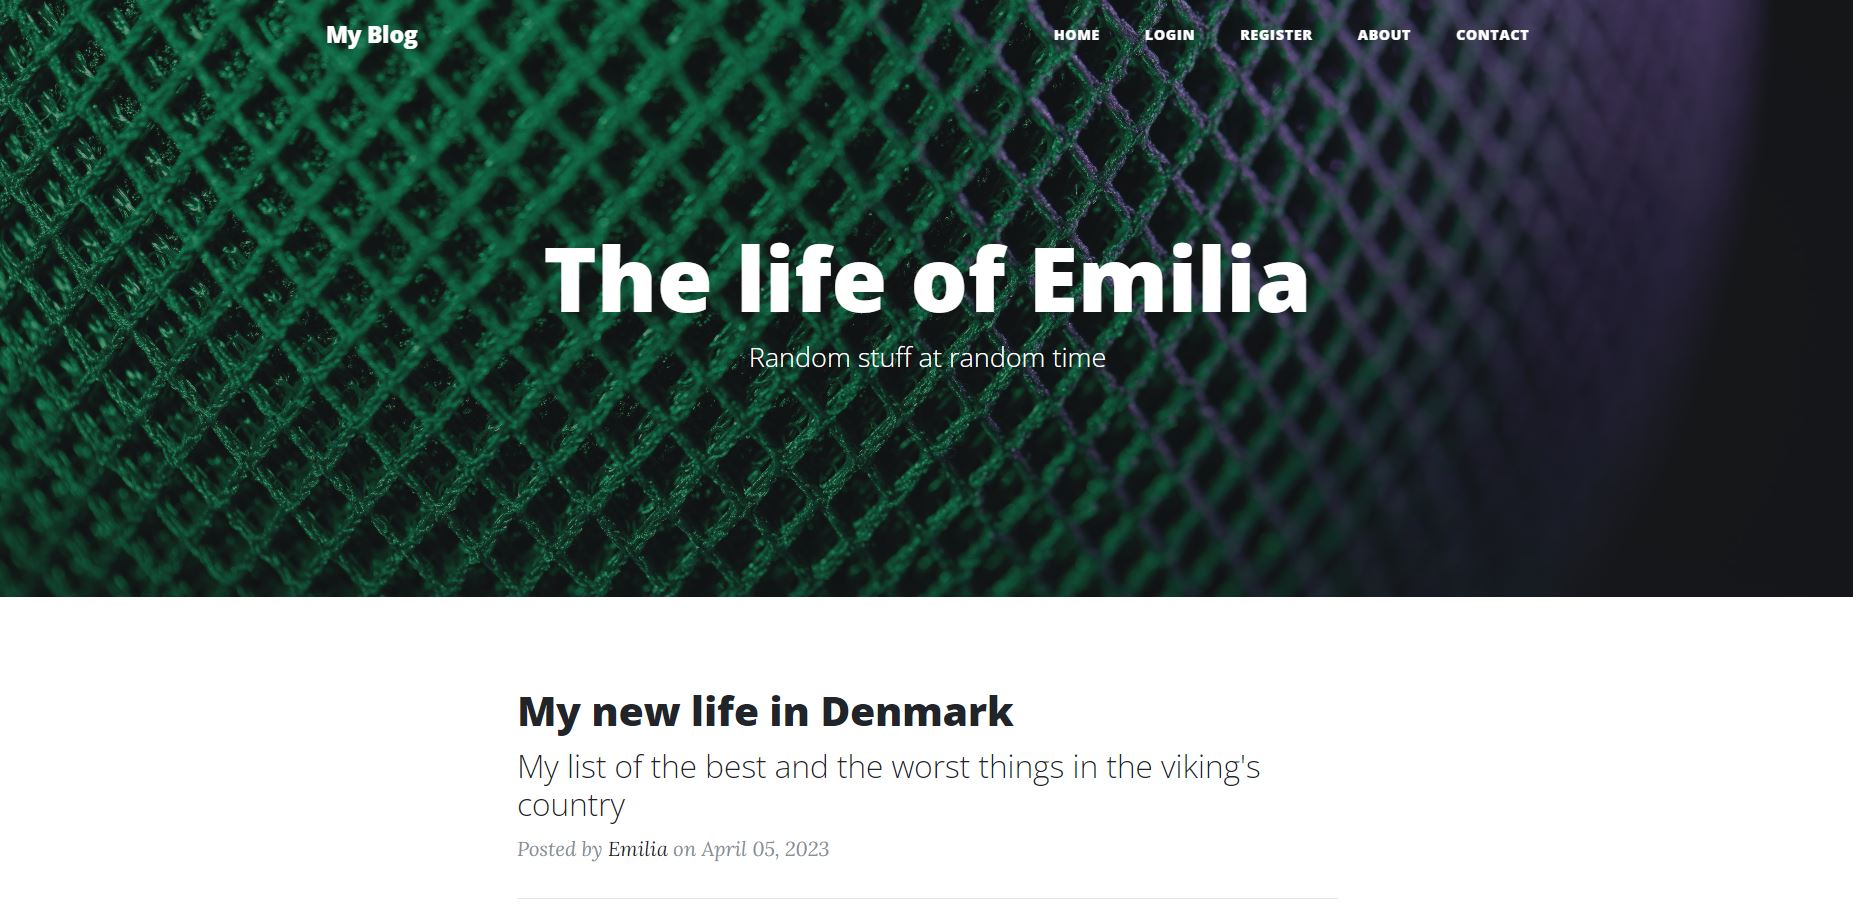 My Blog
HOME LOGIN REGISTER ABOUT CONTACT
The life of Emilia
Random stuff at random time
My new life in Denmark
My list of the best and the worst things in the viking's
country
Posted by Emilia on April 05, 2023